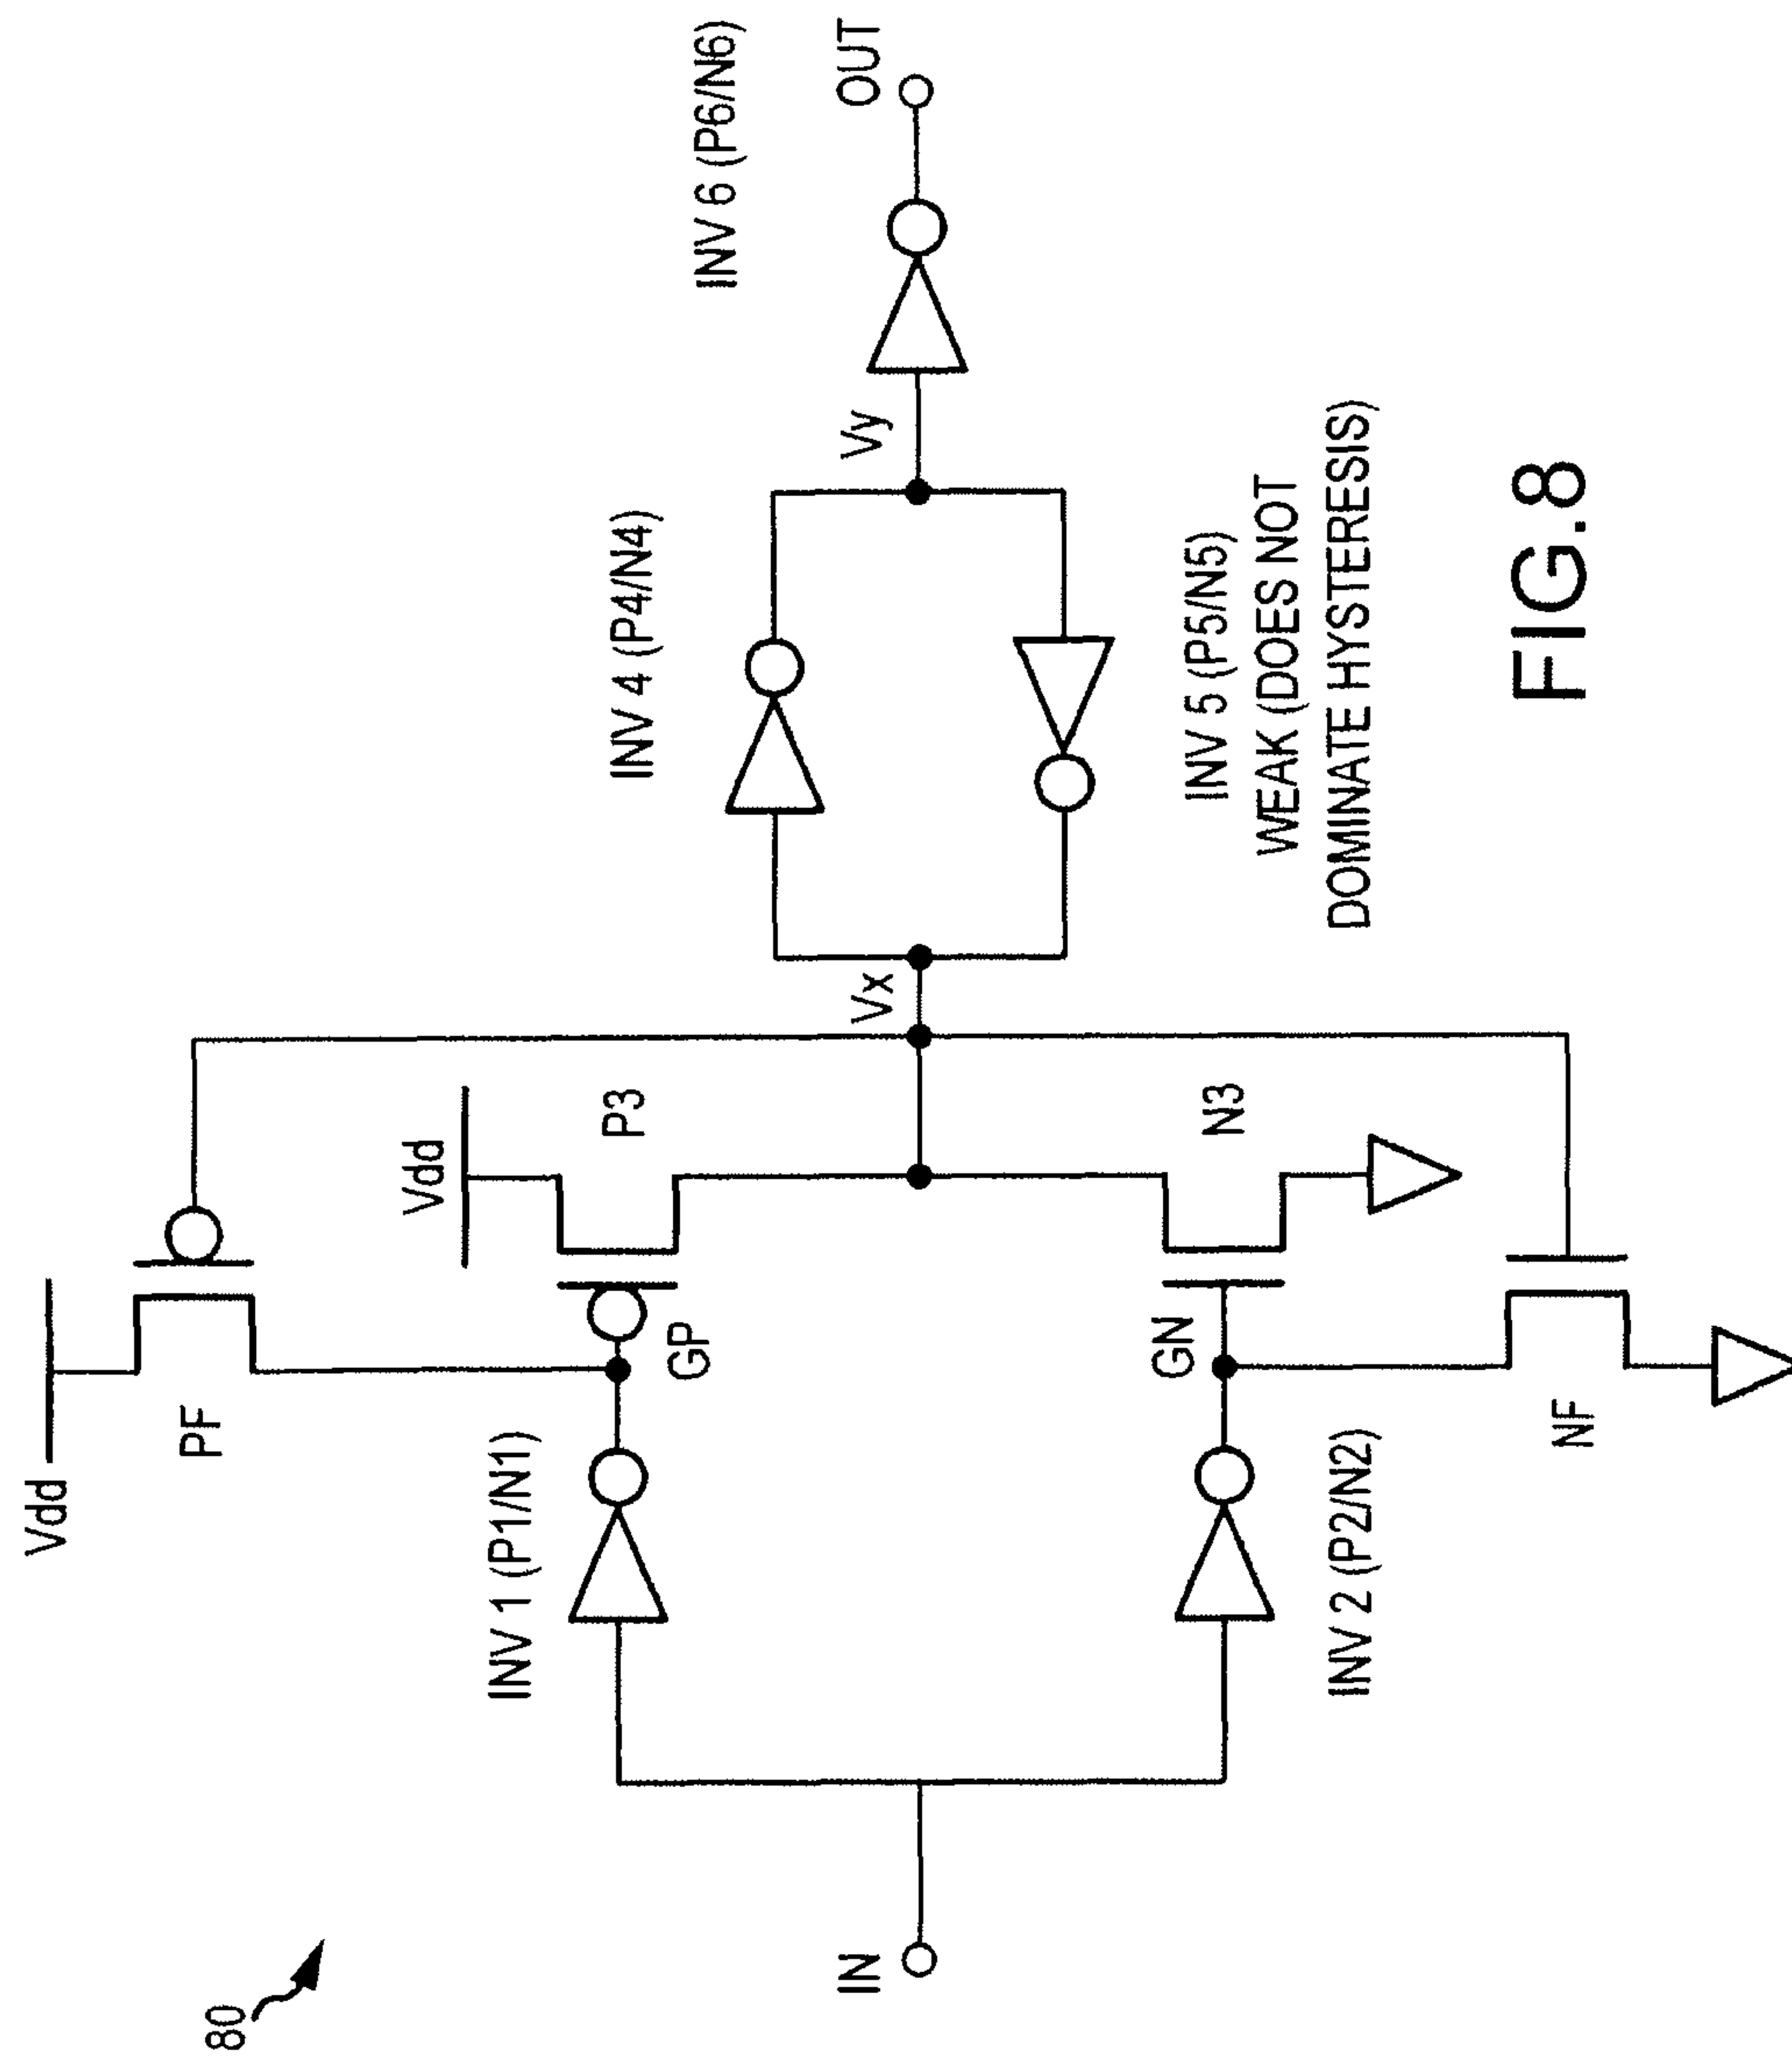 80
Vdd
PF
Vdd
P3
INV 1 (P1/N1)
GP
IN
Vx
INV 4 (P4/N4)
Vy
INV 6 (P6/N6)
OUT
GN
N3
INV 2 (P2/N2)
NF
INV 5 (P5/N5)
WEAK (DOES NOT
DOMINATE HYSTERESIS)
FIG.8